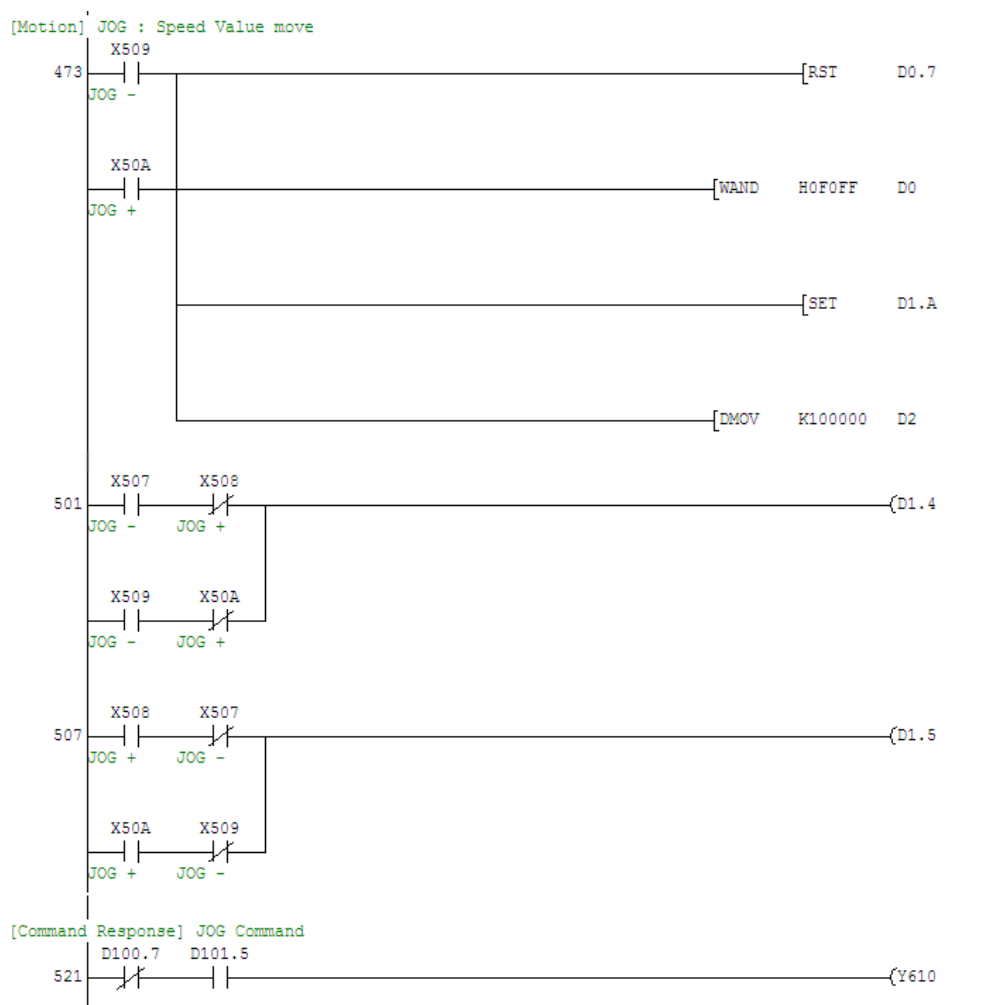 [Motion] JOG : Speed Value move
X509
473 [RST D0.7
JOG -
X50A
[WAND H0F0FF D0
JOG +
[SET D1.A
[DMOV K100000 D2
X507 X508
501 (D1.4
JOG - JOG +
X509 X50A
JOG - JOG +
X508 X507
507 (D1.5
JOG + JOG -
X50A X509
JOG + JOG -
[Command Response] JOG Command
D100.7 D101.5
521 (Y610